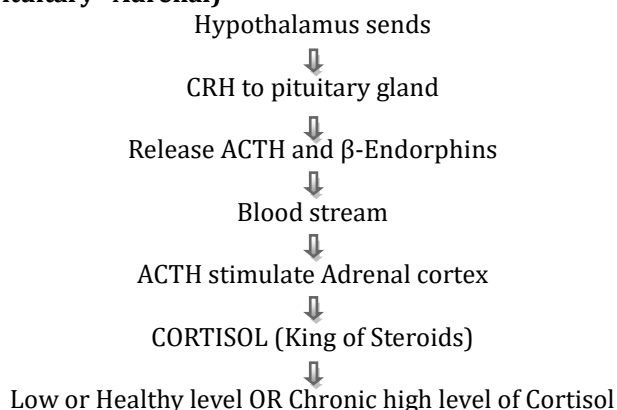 Hypothalamus sends
CRH to pituitary gland
Release ACTH and β-Endorphins
Blood stream
ACTH stimulate Adrenal cortex
CORTISOL (King of Steroids)
Low or Healthy level OR Chronic high level of Cortisol